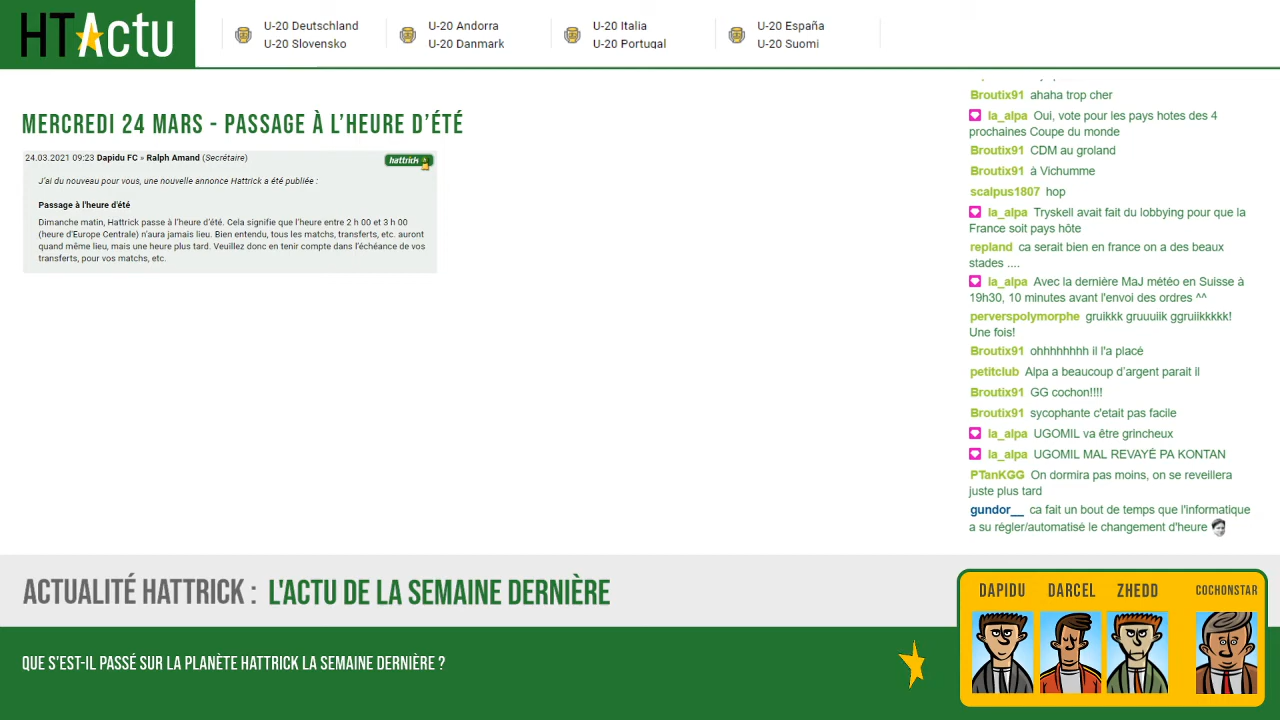 HTActu
U-20 Deutschland
U-20 Slovensko
U-20 Andorra
U-20 Danmark
U-20 Italia
U-20 Portugal
U-20 España
U-20 Suomi
MERCREDI 24 MARS - PASSAGE À L'HEURE D'ÉTÉ
24.03.2021 09:23 Dapidu FC » Ralph Amand (Secrétaire)
hattrick
J'ai du nouveau pour vous, une nouvelle annonce Hattrick a été publiée :
Passage à l'heure d'été
Dimanche matin, Hattrick passe à l'heure d'été. Cela signifie que l'heure entre 2 h 00 et 3 h 00
(heure d'Europe Centrale) n'aura jamais lieu. Bien entendu, tous les matchs, transferts, etc. auront
quand même lieu, mais une heure plus tard. Veuillez donc en tenir compte dans l'échéance de vos
transferts, pour vos matchs, etc.
Broutix91 ahaha trop cher
la_alpa Oui, vote pour les pays hotes des 4
prochaines Coupe du monde
Broutix91 CDM au groland
Broutix91 à Vichumme
scalpus1807 hop
la_alpa Tryskell avait fait du lobbying pour que la
France soit pays hôte
repland ca serait bien en france on a des beaux
stades ....
la_alpa Avec la dernière MaJ météo en Suisse à
19h30, 10 minutes avant l'envoi des ordres ^^
perverspolymorphe gruikkk gruuuiik ggruiikkkkk!
Une fois!
Broutix91 ohhhhhhhh il l'a placé
petitclub Alpa a beaucoup d'argent parait il
Broutix91 GG cochon!!!!
Broutix91 sycophante c'etait pas facile
la_alpa UGOMIL va être grincheux
la_alpa UGOMIL MAL REVAYÉ PA KONTAN
PTanKGG On dormira pas moins, on se reveillera
juste plus tard
gundor__ ca fait un bout de temps que l'informatique
a su régler/automatisé le changement d'heure
ACTUALITÉ HATTRICK : L'ACTU DE LA SEMAINE DERNIÈRE
QUE S'EST-IL PASSÉ SUR LA PLANÈTE HATTRICK LA SEMAINE DERNIÈRE ?
DAPIDU DARCEL ZHEDD COCHONSTAR